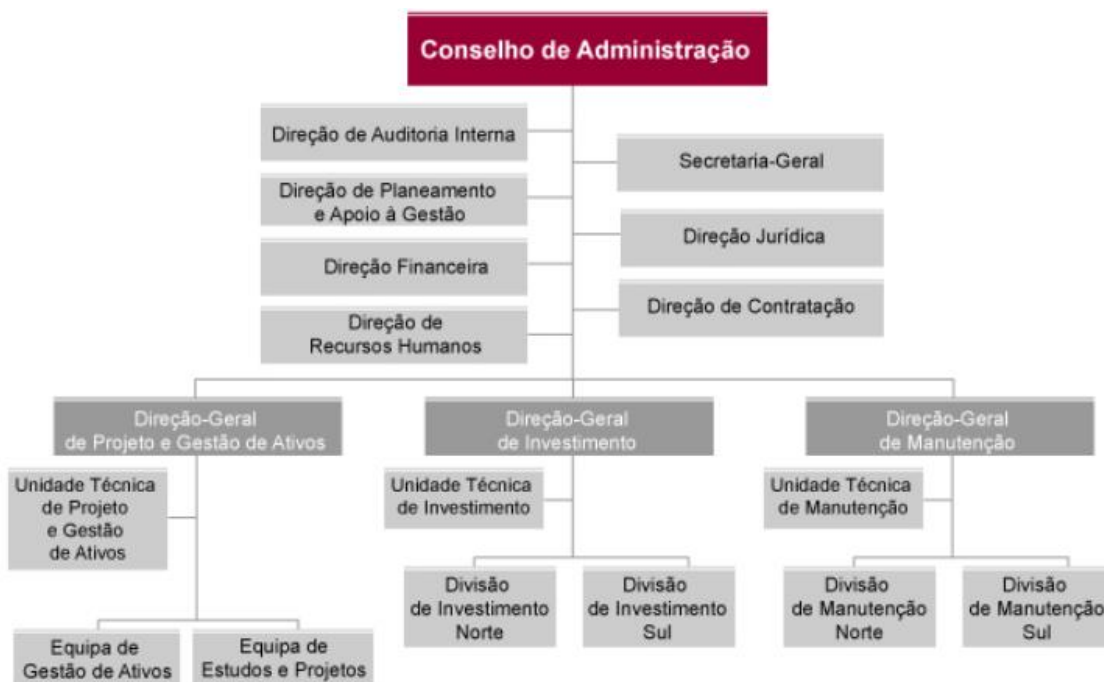 Conselho de Administração
Direção de Auditoria Interna
Secretaria-Geral
Direção de Planeamento
e Apoio à Gestão
Direção Jurídica
Direção Financeira
Direção de Contratação
Direção de
Recursos Humanos
Direção-Geral
de Projeto e Gestão de Ativos
Direção-Geral
de Investimento
Direção-Geral
de Manutenção
Unidade Técnica
de Projeto
e Gestão
de Ativos
Unidade Técnica
de Investimento
Unidade Técnica
de Manutenção
Equipa de
Gestão de Ativos
Equipa de
Estudos e Projetos
Divisão
de Investimento
Norte
Divisão
de Investimento
Sul
Divisão
de Manutenção
Norte
Divisão
de Manutenção
Sul